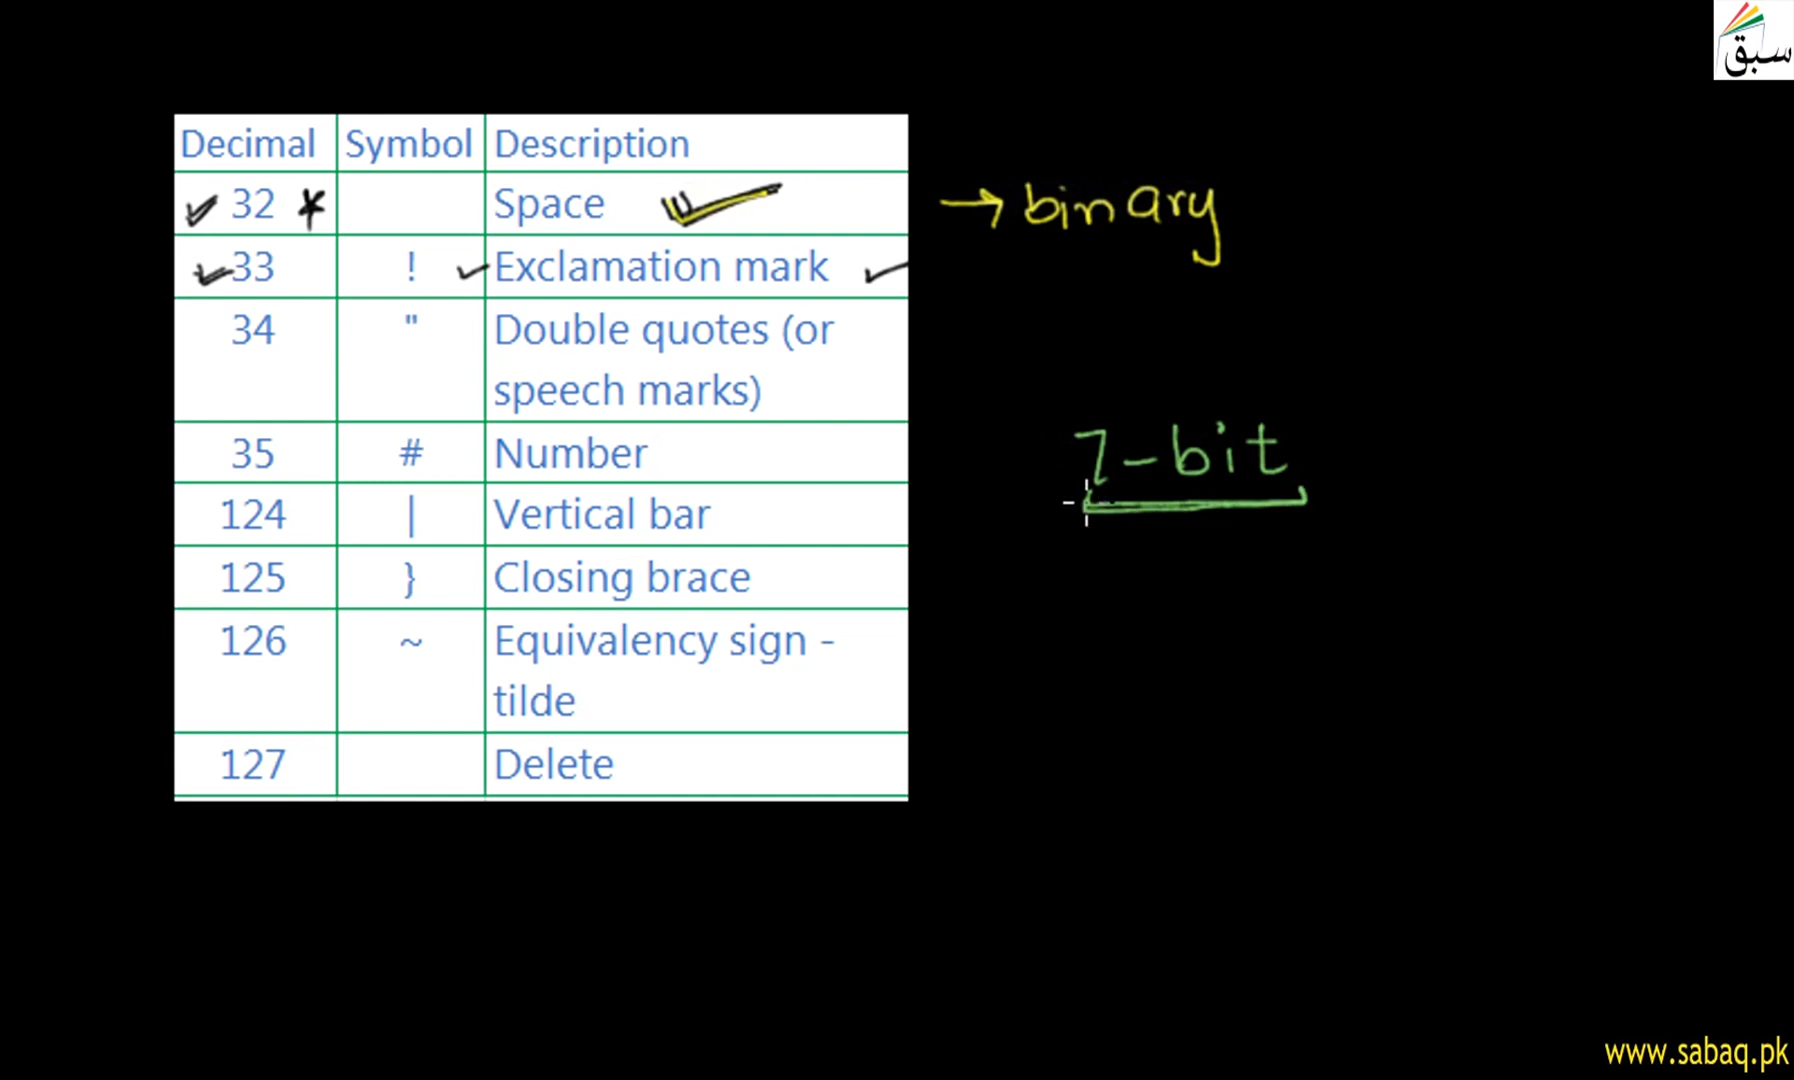 سبق
Decimal Symbol Description
32 * Space → binary
33 ! Exclamation mark
34 " Double quotes (or
speech marks)
7-bit
35 # Number
124 | Vertical bar
125 } Closing brace
126 ~ Equivalency sign -
tilde
127 Delete
www.sabaq.pk